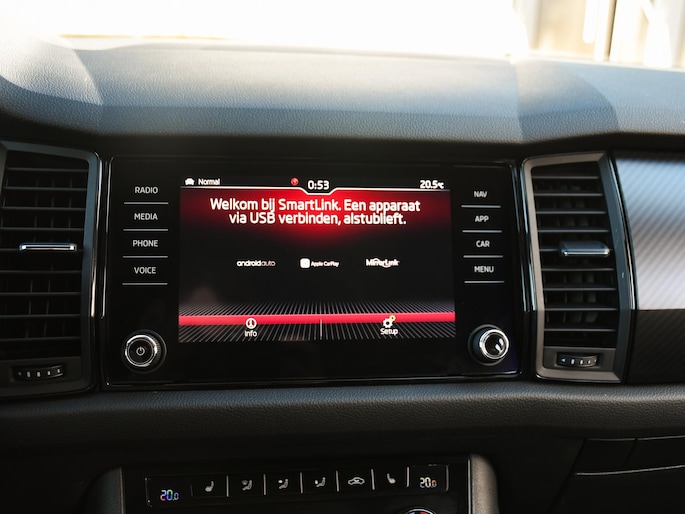 Normal 0:53 20.5°C
RADIO
MEDIA
PHONE
VOICE
Welkom bij SmartLink. Een apparaat
via USB verbinden, alstublieft.
androidauto Apple CarPlay MirrorLink
Info Setup
NAV
APP
CAR
MENU
20.0 20.0